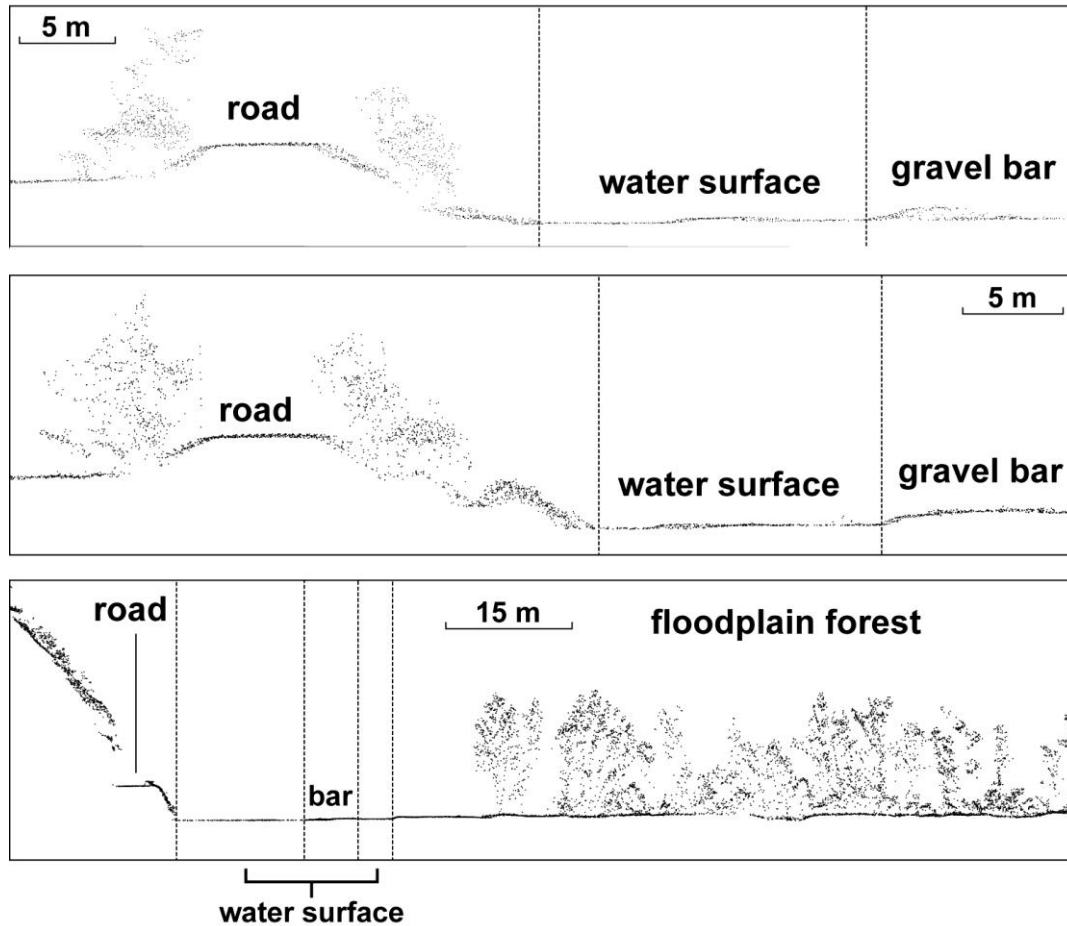 5 m
road
water surface
gravel bar
5 m
road
water surface
gravel bar
road
15 m
floodplain forest
bar
water surface